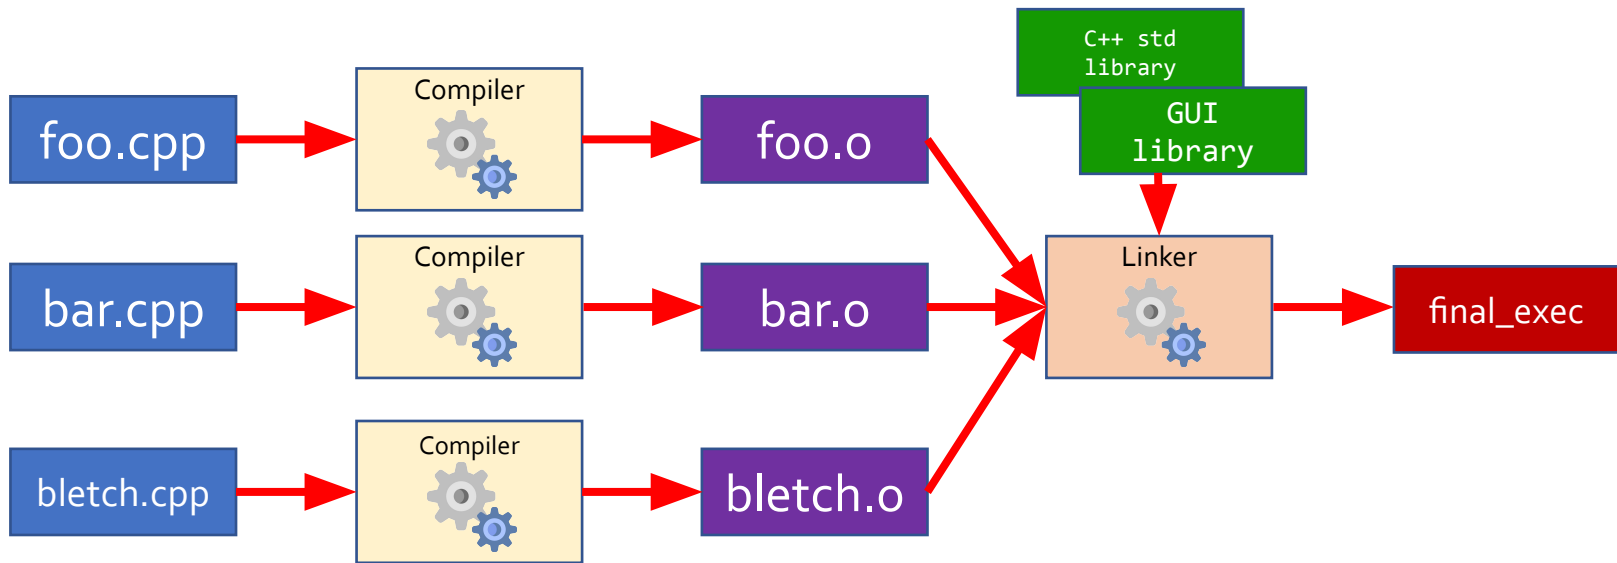 foo.cpp
Compiler
foo.o
C++ std
library
GUI
library
bar.cpp
Compiler
bar.o
Linker
final_exec
bletch.cpp
Compiler
bletch.o